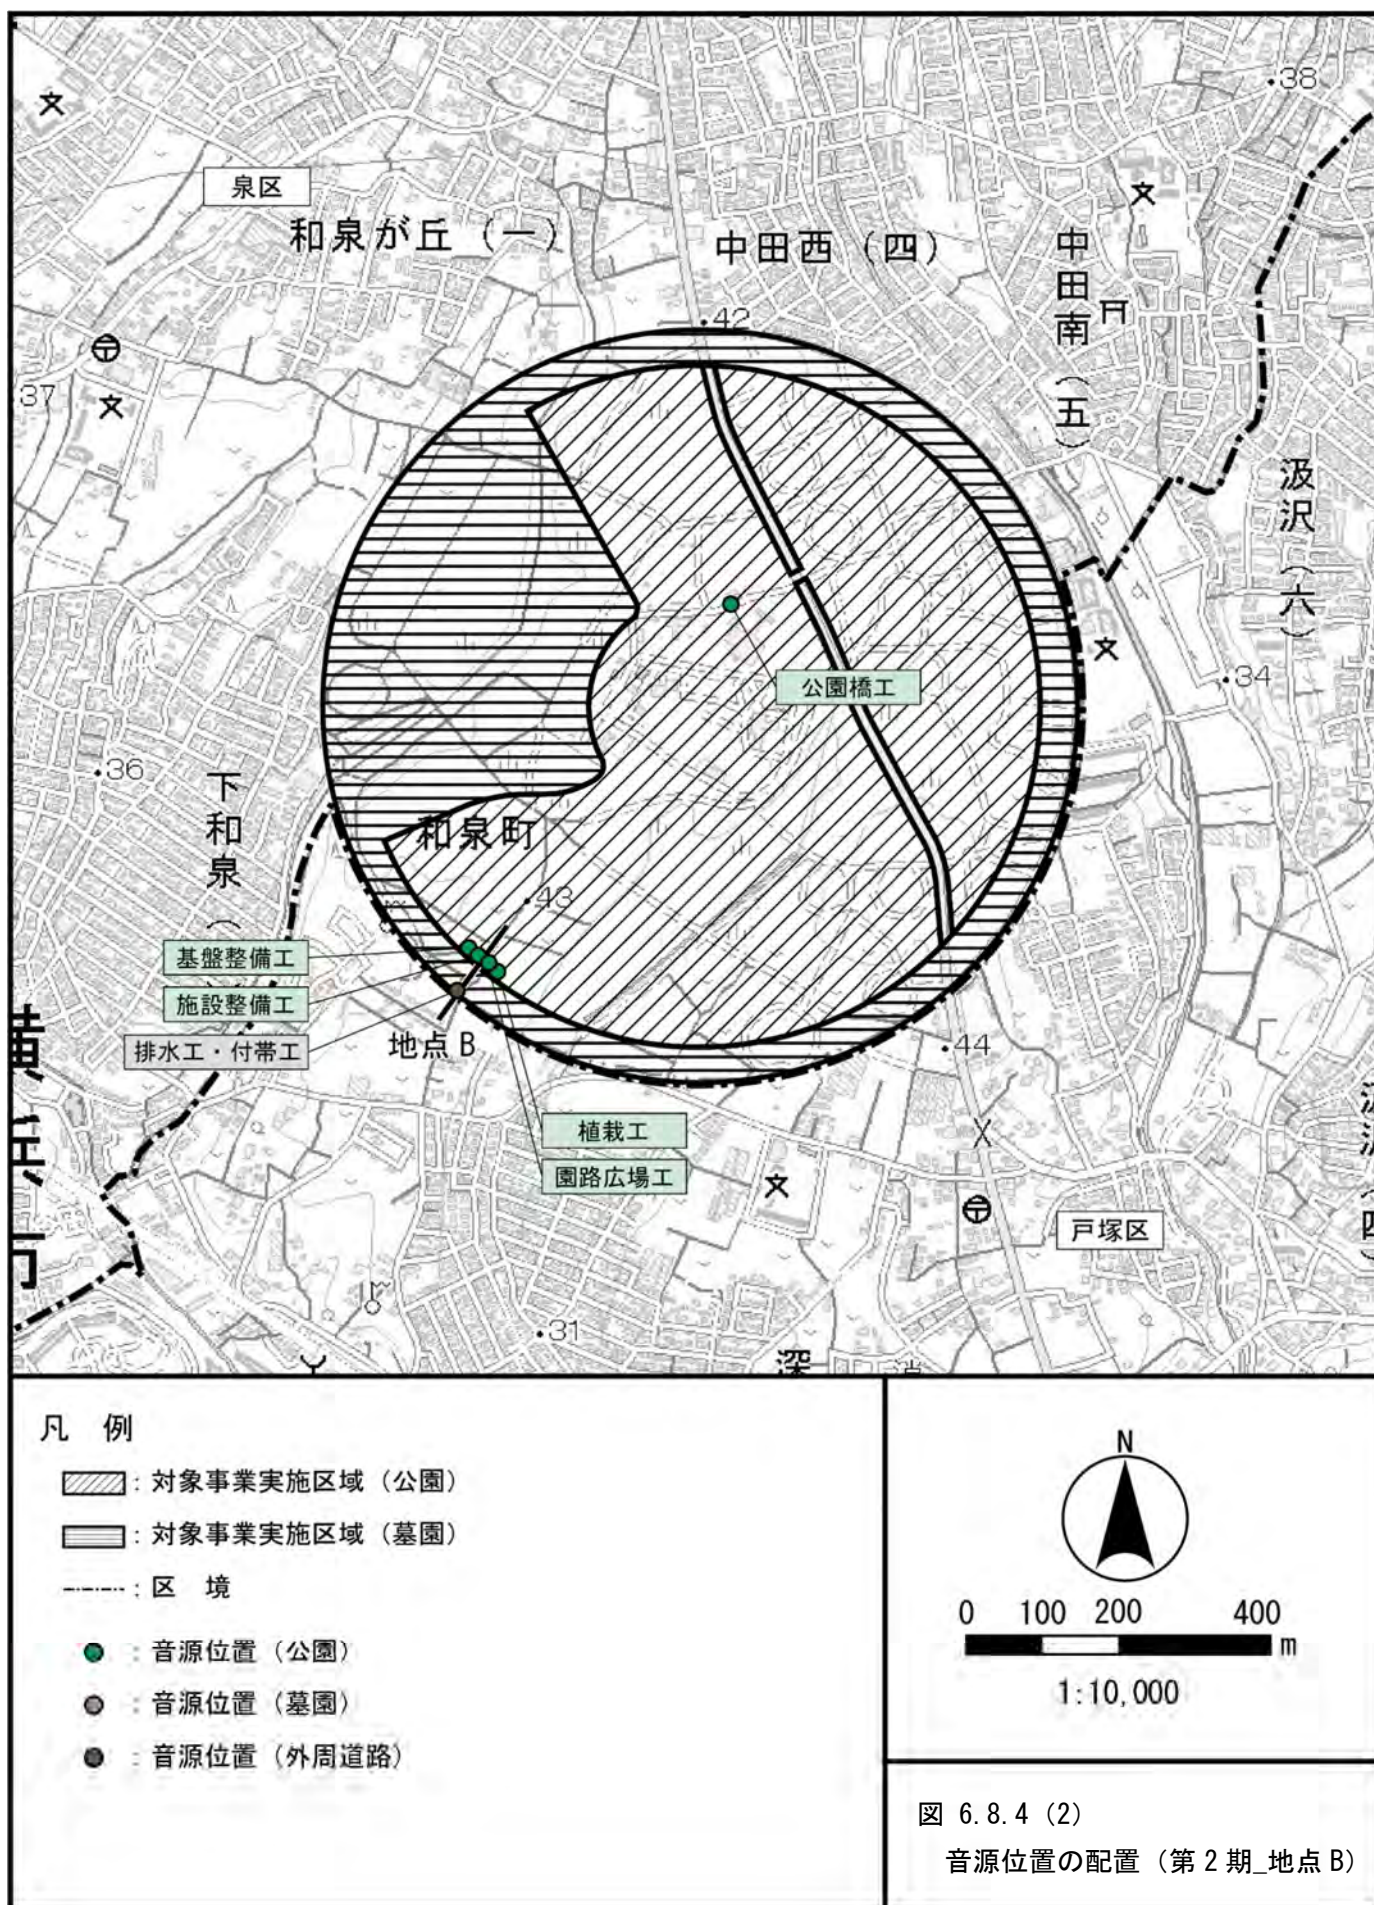 ・38
泉区
和泉が丘（一）
中田西（四）
中田南（五）
・42
37
汲沢（六）
公園橋工
・34
・36
下和泉（
和泉町
・43
基盤整備工
施設整備工
排水工・付帯工
地点 B
・44
植栽工
園路広場工
戸塚区
・31
深
凡　例
：対象事業実施区域（公園）
：対象事業実施区域（墓園）
：区　境
：音源位置（公園）
：音源位置（墓園）
：音源位置（外周道路）
N
0 100 200 400
m
1:10,000
図 6.8.4 (2)
音源位置の配置（第 2 期_地点 B）